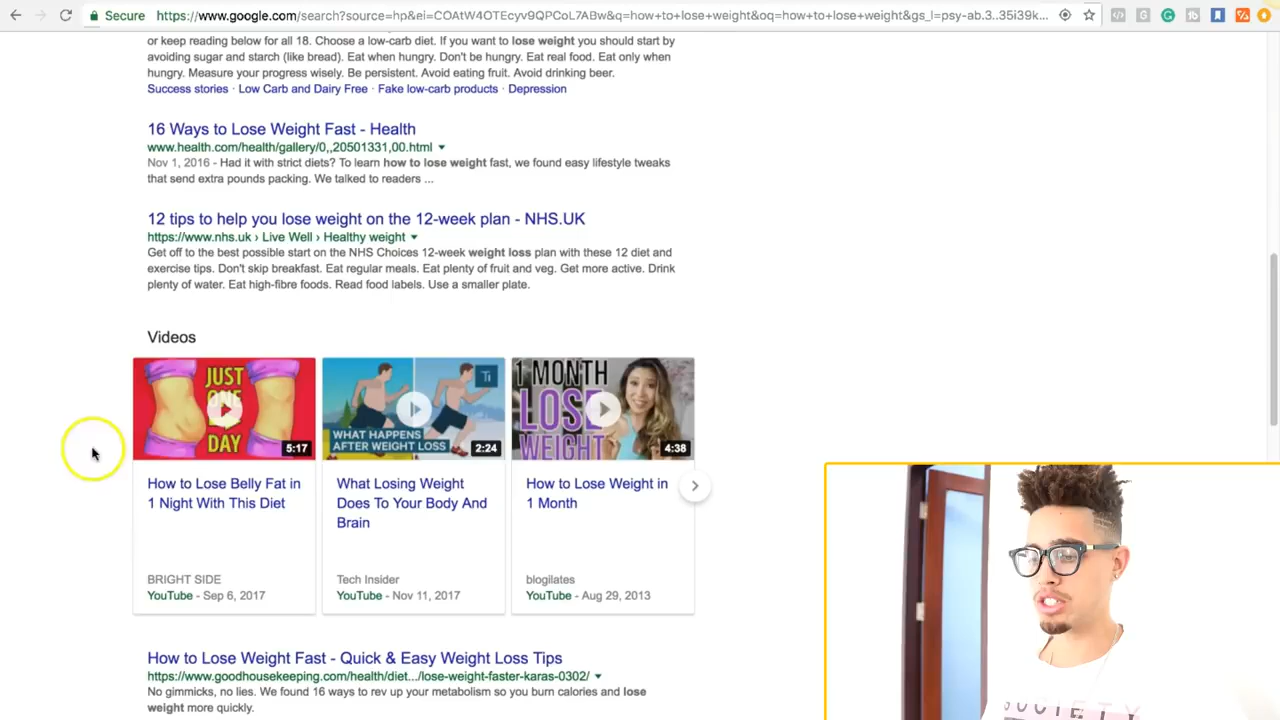 Secure https://www.google.com/search?source=hp&ei=COAtW4OTEcyv9QPCoL7ABw&q=how+to+lose+weight&oq=how+to+lose+weight&gs_l=psy-ab.3..35i39k...
or keep reading below for all 18. Choose a low-carb diet. If you want to lose weight you should start by
avoiding sugar and starch (like bread). Eat when hungry. Don't be hungry. Eat only when
hungry. Measure your progress wisely. Be persistent. Avoid eating fruit. Avoid drinking beer.
Success stories · Low Carb and Dairy Free · Fake low-carb products · Depression
16 Ways to Lose Weight Fast - Health
www.health.com/health/gallery/0,,20501331,00.html
Nov 1, 2016 - Had it with strict diets? To learn how to lose weight fast, we found easy lifestyle tweaks
that send extra pounds packing. We talked to readers ...
12 tips to help you lose weight on the 12-week plan - NHS.UK
https://www.nhs.uk › Live Well › Healthy weight
Get off to the best possible start on the NHS Choices 12-week weight loss plan with these 12 diet and
exercise tips. Don't skip breakfast. Eat regular meals. Eat plenty of fruit and veg. Get more active. Drink
plenty of water. Eat high-fibre foods. Read food labels. Use a smaller plate.
Videos
JUST
ONE
DAY
5:17
How to Lose Belly Fat in
1 Night With This Diet
BRIGHT SIDE
YouTube - Sep 6, 2017
Ti
WHAT HAPPENS
AFTER WEIGHT LOSS
2:24
What Losing Weight
Does To Your Body And
Brain
Tech Insider
YouTube - Nov 11, 2017
1 MONTH
LOSE
WEIGHT
4:38
How to Lose Weight in
1 Month
blogilates
YouTube - Aug 29, 2013
How to Lose Weight Fast - Quick & Easy Weight Loss Tips
https://www.goodhousekeeping.com/health/diet.../lose-weight-faster-karas-0302/
No gimmicks, no lies. We found 16 ways to rev up your metabolism so you burn calories and lose
weight more quickly.
SOCIETY